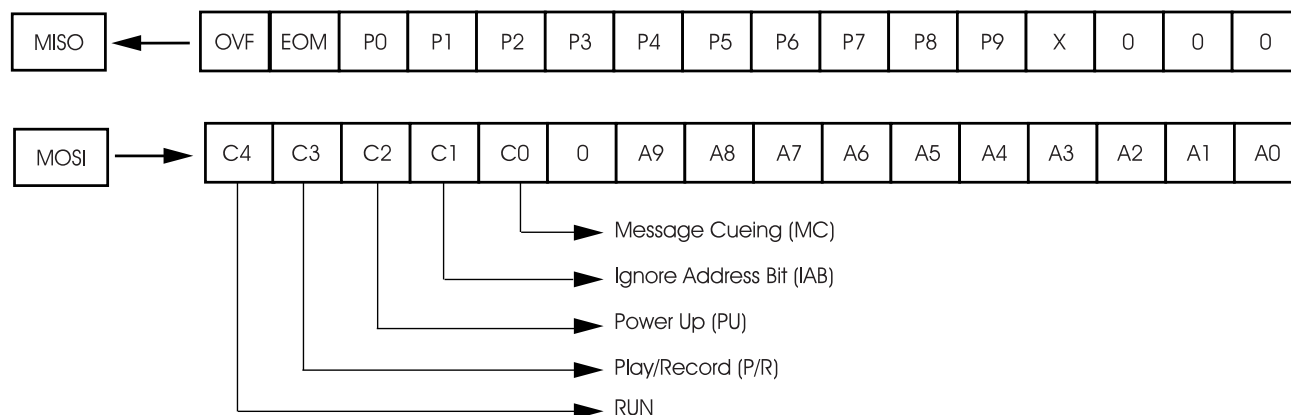 MISO OVF EOM P0 P1 P2 P3 P4 P5 P6 P7 P8 P9 X 0 0 0
MOSI C4 C3 C2 C1 C0 0 A9 A8 A7 A6 A5 A4 A3 A2 A1 A0
Message Cueing (MC)
Ignore Address Bit (IAB)
Power Up (PU)
Play/Record (P/R)
RUN